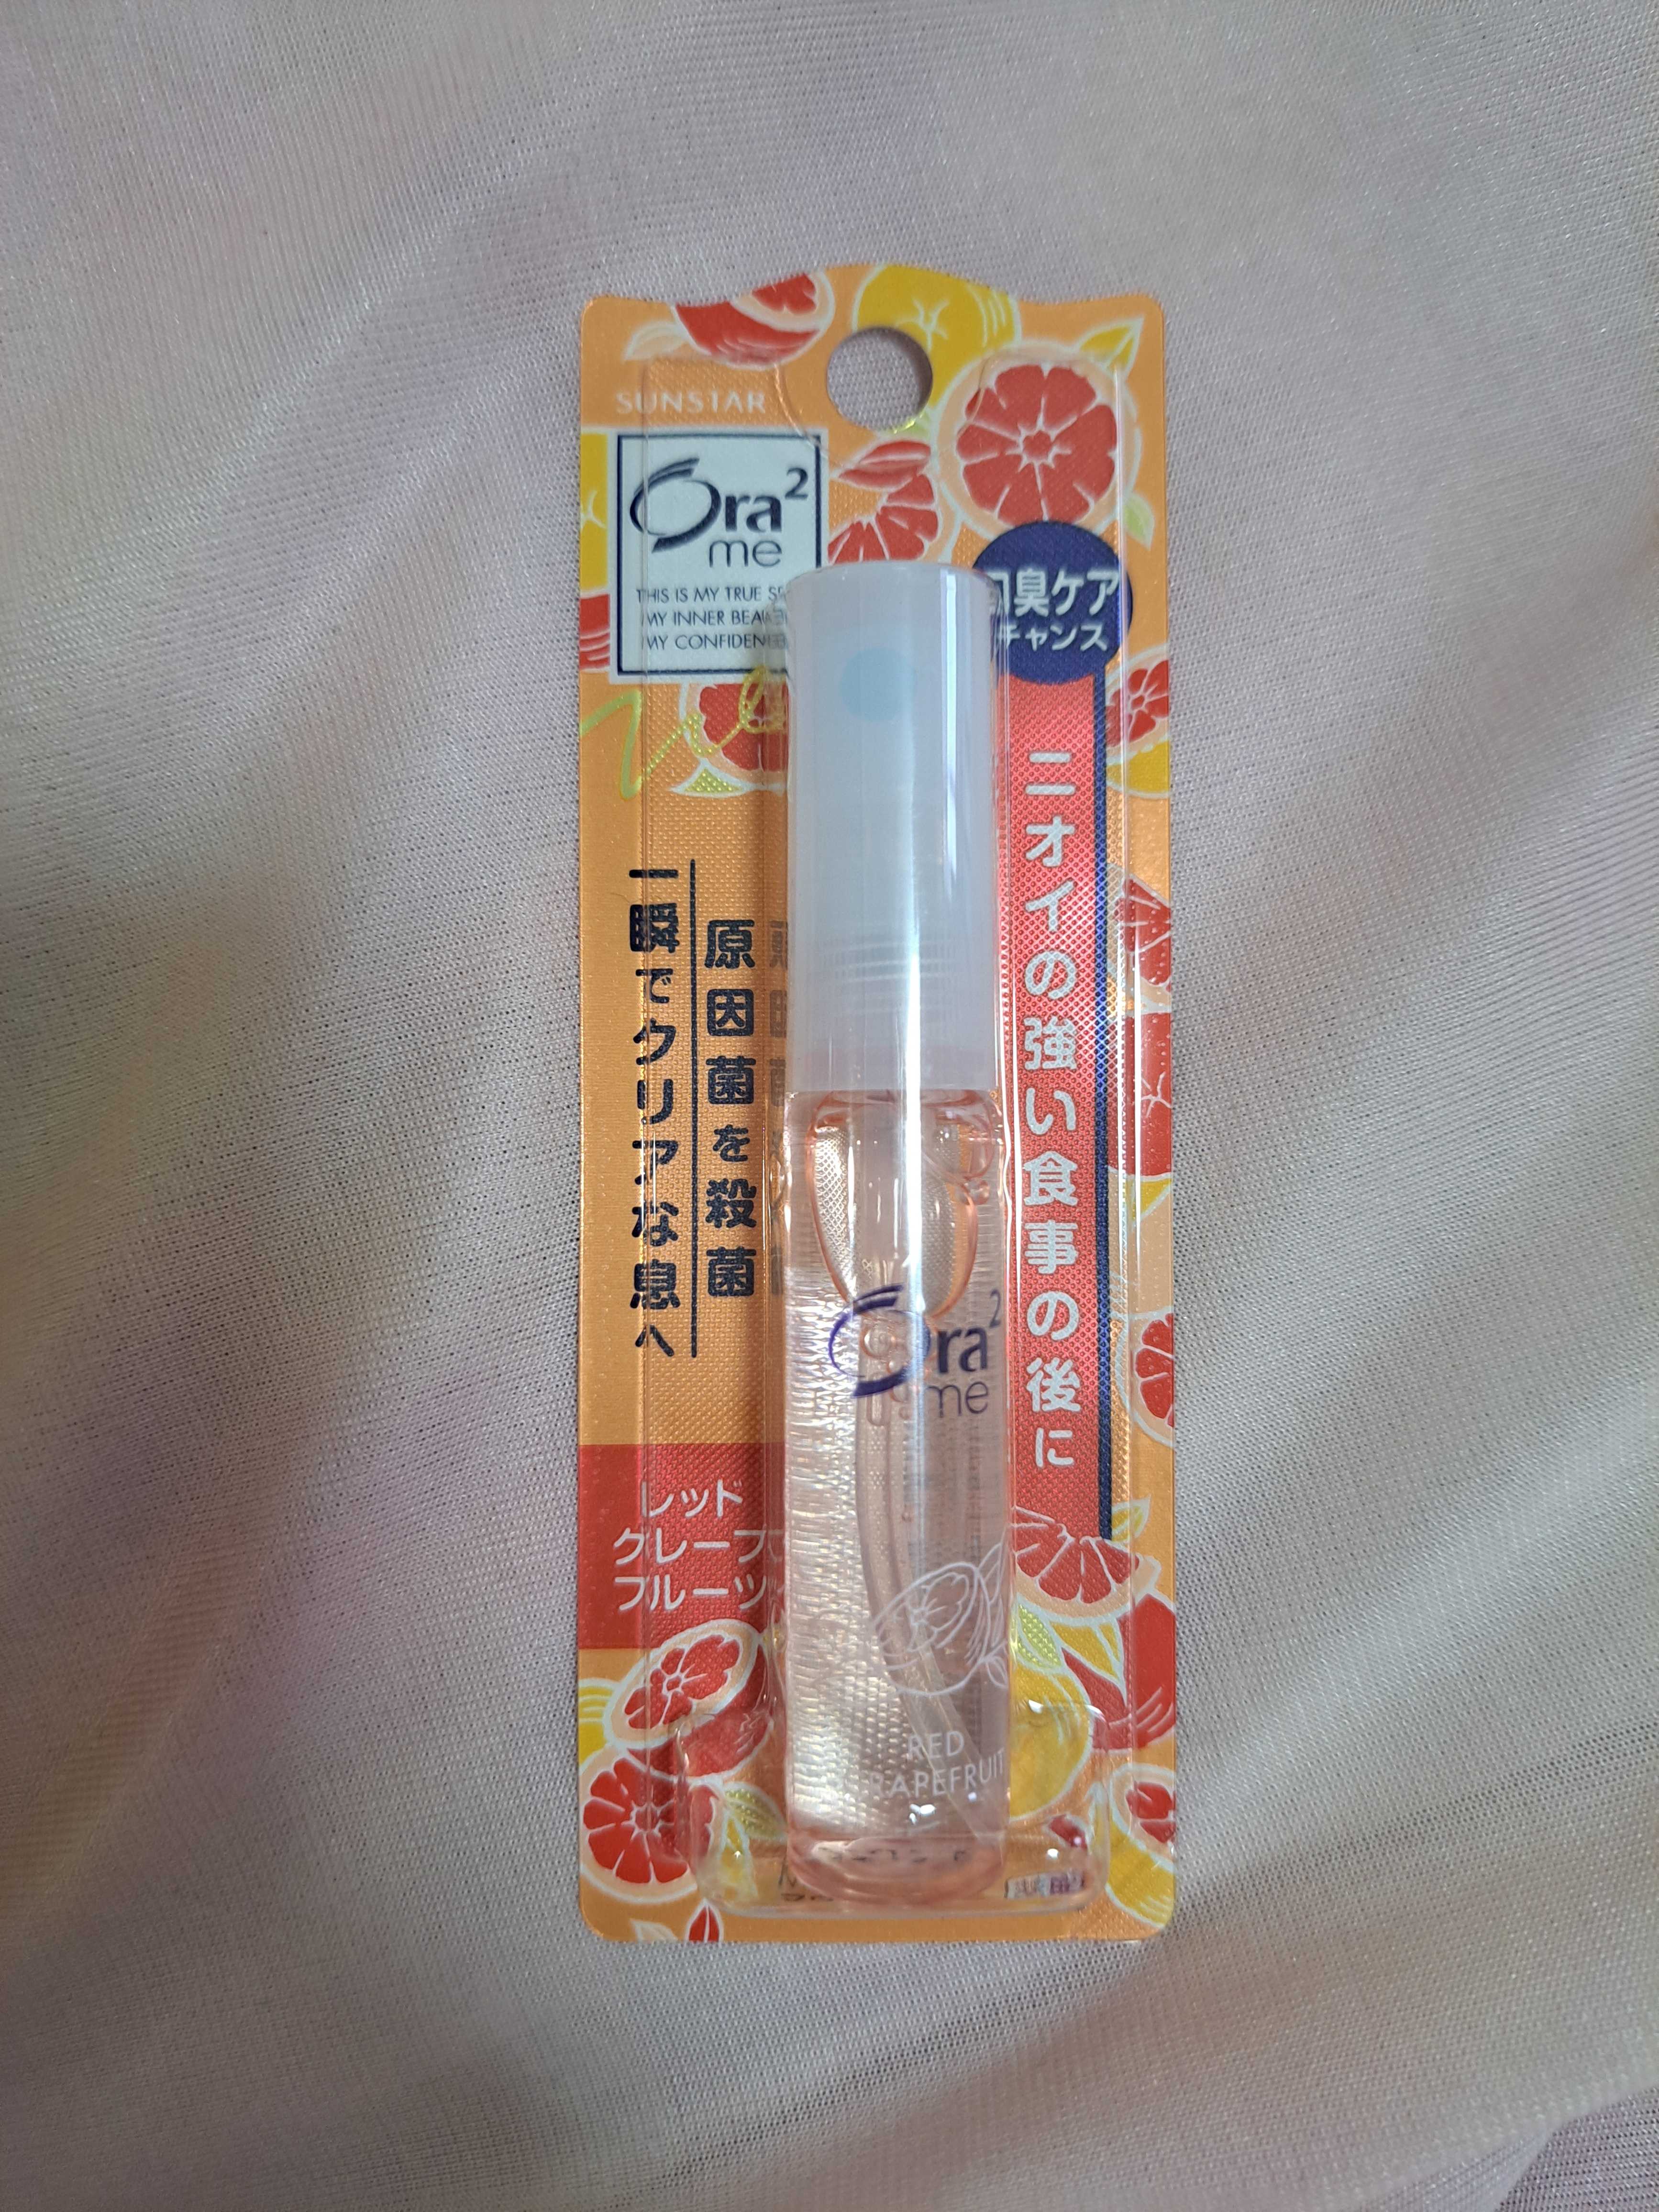 SUNSTAR
Ora2
me
THIS IS MY TRUE
MY INNER
MY
口臭ケア
チャンス
ニオイの強い食事の後に
原因菌を殺菌
一瞬でクリアな息へ
レッド
グレープ
フルーツ
Ora2
me
RED
GRAPEFRUIT